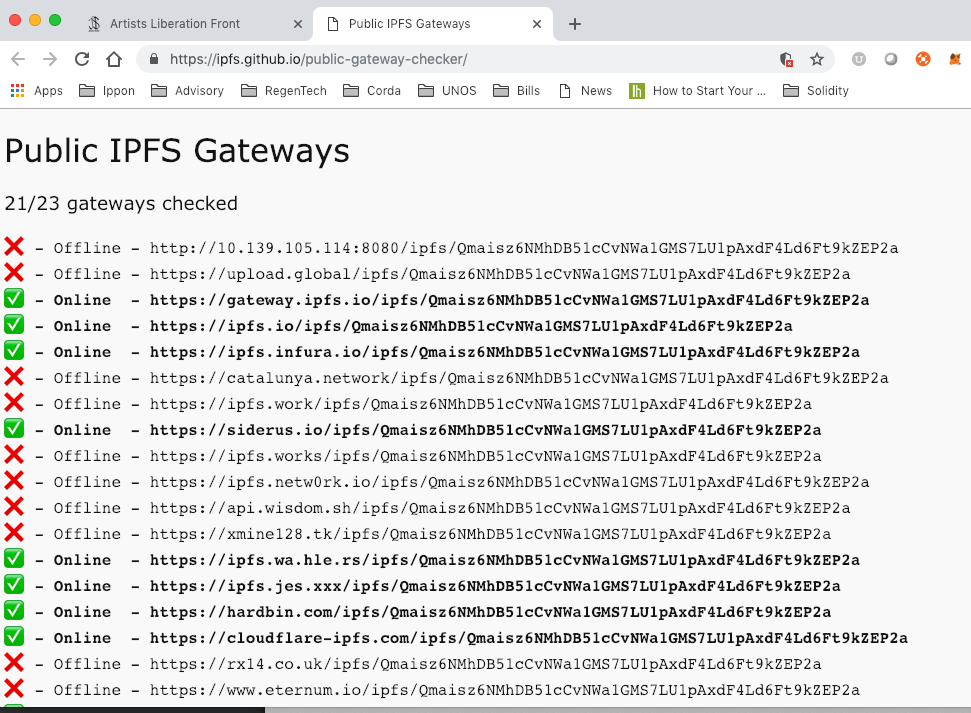 Artists Liberation Front
Public IPFS Gateways
https://ipfs.github.io/public-gateway-checker/
Apps Ippon Advisory RegenTech Corda UNOS Bills News lh How to Start Your ... Solidity
Public IPFS Gateways
21/23 gateways checked
❌ - Offline - http://10.139.105.114:8080/ipfs/Qmaisz6NMhDB51cCvNWa1GMS7LU1pAxdF4Ld6Ft9kZEP2a
❌ - Offline - https://upload.global/ipfs/Qmaisz6NMhDB51cCvNWa1GMS7LU1pAxdF4Ld6Ft9kZEP2a
✅ - Online - https://gateway.ipfs.io/ipfs/Qmaisz6NMhDB51cCvNWa1GMS7LU1pAxdF4Ld6Ft9kZEP2a
✅ - Online - https://ipfs.io/ipfs/Qmaisz6NMhDB51cCvNWa1GMS7LU1pAxdF4Ld6Ft9kZEP2a
✅ - Online - https://ipfs.infura.io/ipfs/Qmaisz6NMhDB51cCvNWa1GMS7LU1pAxdF4Ld6Ft9kZEP2a
❌ - Offline - https://catalunya.network/ipfs/Qmaisz6NMhDB51cCvNWa1GMS7LU1pAxdF4Ld6Ft9kZEP2a
❌ - Offline - https://ipfs.work/ipfs/Qmaisz6NMhDB51cCvNWa1GMS7LU1pAxdF4Ld6Ft9kZEP2a
✅ - Online - https://siderus.io/ipfs/Qmaisz6NMhDB51cCvNWa1GMS7LU1pAxdF4Ld6Ft9kZEP2a
❌ - Offline - https://ipfs.works/ipfs/Qmaisz6NMhDB51cCvNWa1GMS7LU1pAxdF4Ld6Ft9kZEP2a
❌ - Offline - https://ipfs.netw0rk.io/ipfs/Qmaisz6NMhDB51cCvNWa1GMS7LU1pAxdF4Ld6Ft9kZEP2a
❌ - Offline - https://api.wisdom.sh/ipfs/Qmaisz6NMhDB51cCvNWa1GMS7LU1pAxdF4Ld6Ft9kZEP2a
❌ - Offline - https://xmine128.tk/ipfs/Qmaisz6NMhDB51cCvNWa1GMS7LU1pAxdF4Ld6Ft9kZEP2a
✅ - Online - https://ipfs.wa.hle.rs/ipfs/Qmaisz6NMhDB51cCvNWa1GMS7LU1pAxdF4Ld6Ft9kZEP2a
✅ - Online - https://ipfs.jes.xxx/ipfs/Qmaisz6NMhDB51cCvNWa1GMS7LU1pAxdF4Ld6Ft9kZEP2a
✅ - Online - https://hardbin.com/ipfs/Qmaisz6NMhDB51cCvNWa1GMS7LU1pAxdF4Ld6Ft9kZEP2a
✅ - Online - https://cloudflare-ipfs.com/ipfs/Qmaisz6NMhDB51cCvNWa1GMS7LU1pAxdF4Ld6Ft9kZEP2a
❌ - Offline - https://rx14.co.uk/ipfs/Qmaisz6NMhDB51cCvNWa1GMS7LU1pAxdF4Ld6Ft9kZEP2a
❌ - Offline - https://www.eternum.io/ipfs/Qmaisz6NMhDB51cCvNWa1GMS7LU1pAxdF4Ld6Ft9kZEP2a